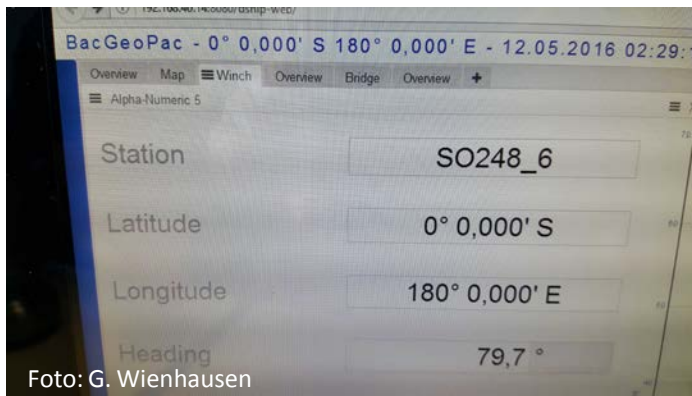 BacGeoPac - 0° 0,000' S 180° 0,000' E - 12.05.2016 02:29:
Overview Map Winch Overview Bridge Overview +
Alpha-Numeric 5
Station SO248_6
Latitude 0° 0,000' S
Longitude 180° 0,000' E
Heading 79,7 °
Foto: G. Wienhausen